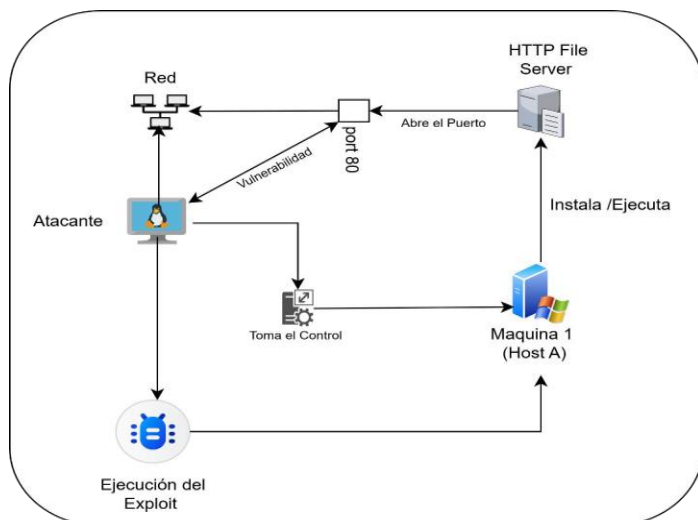 HTTP File
Server
Red
Abre el Puerto
port 80
Vulnerabilidad
Instala /Ejecuta
Atacante
Toma el Control
Maquina 1
(Host A)
Ejecución del
Exploit